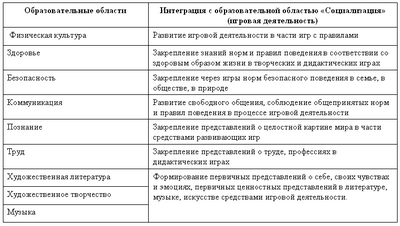 Образовательные области
Интеграция с образовательной областью «Социализация»
(игровая деятельность)
Физическая культура
Развитие игровой деятельности в части игр с правилами
Здоровье
Закрепление знаний норм и правил поведения в соответствии со
здоровым образом жизни в творческих и дидактических играх
Безопасность
Закрепление через игры норм безопасного поведения в семье, в
обществе, в природе
Коммуникация
Развитие свободного общения, соблюдение общепринятых норм
и правил поведения в процессе игровой деятельности
Познание
Закрепление представлений о целостной картине мира в части
средствами развивающих игр
Труд
Закрепление представлений о труде, профессиях в
дидактических играх
Художественная литература
Художественное творчество
Музыка
Формирование первичных представлений о себе, своих чувствах
и эмоциях, первичных ценностных представлений в литературе,
музыке, искусстве средствами игровой деятельности.